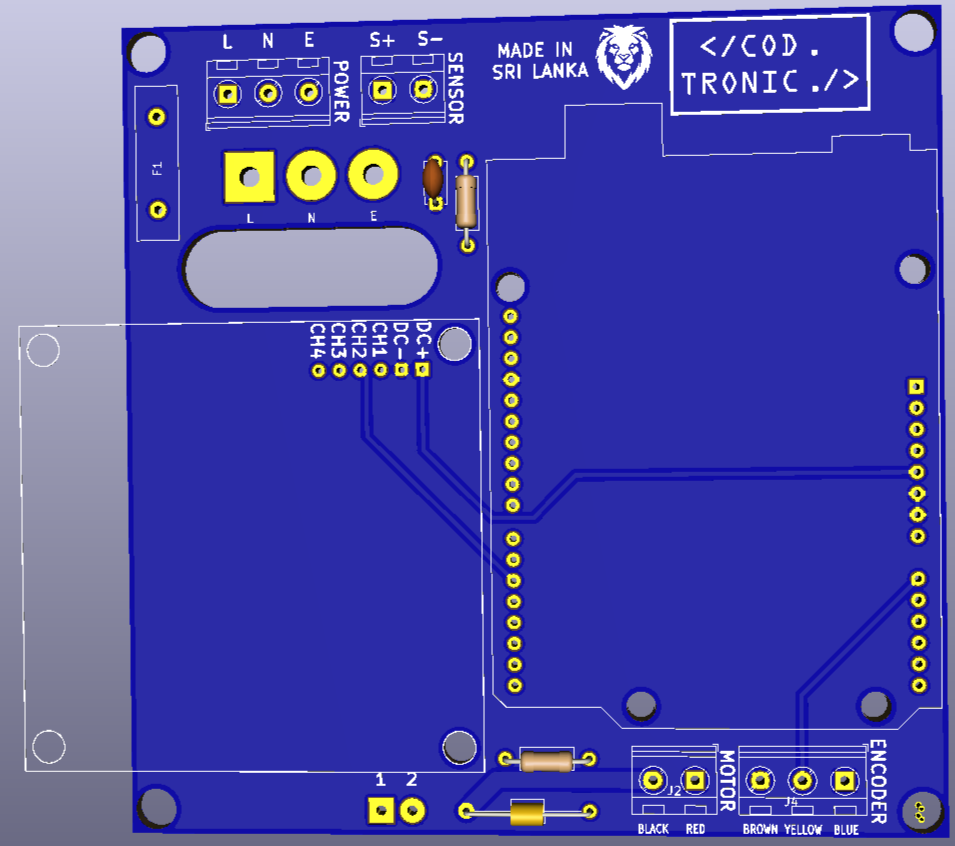 L N E
S+ S-
POWER
SENSOR
MADE IN
SRI LANKA
</COD.
TRONIC./>
F1
L N E
CH4
CH3
CH2
CH1
DC-
DC+
1 2
MOTOR
J2
BLACK RED
ENCODER
J4
BROWN YELLOW BLUE